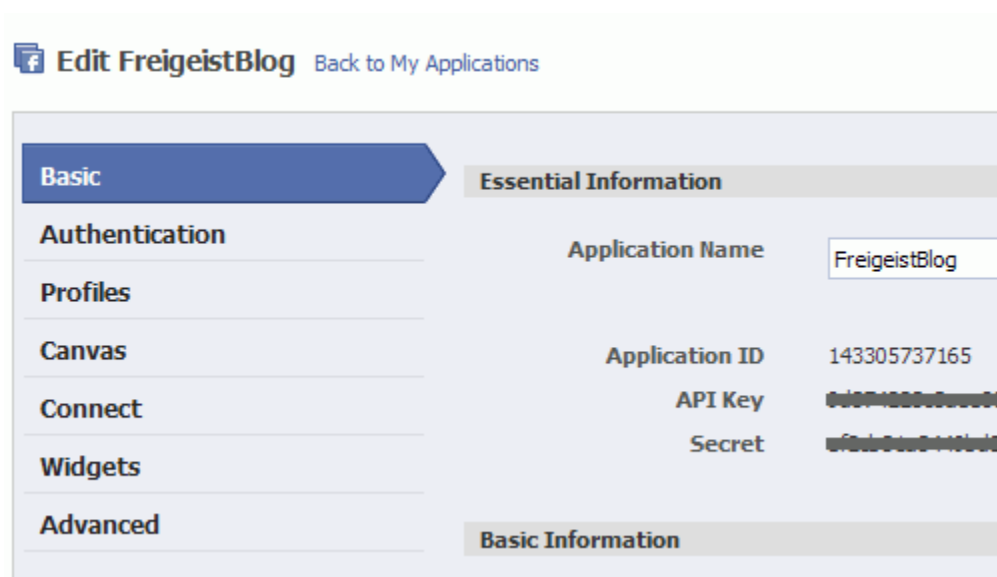 Edit FreigeistBlog Back to My Applications
Basic
Authentication
Profiles
Canvas
Connect
Widgets
Advanced
Essential Information
Application Name FreigeistBlog
Application ID 143305737165
API Key
Secret
Basic Information